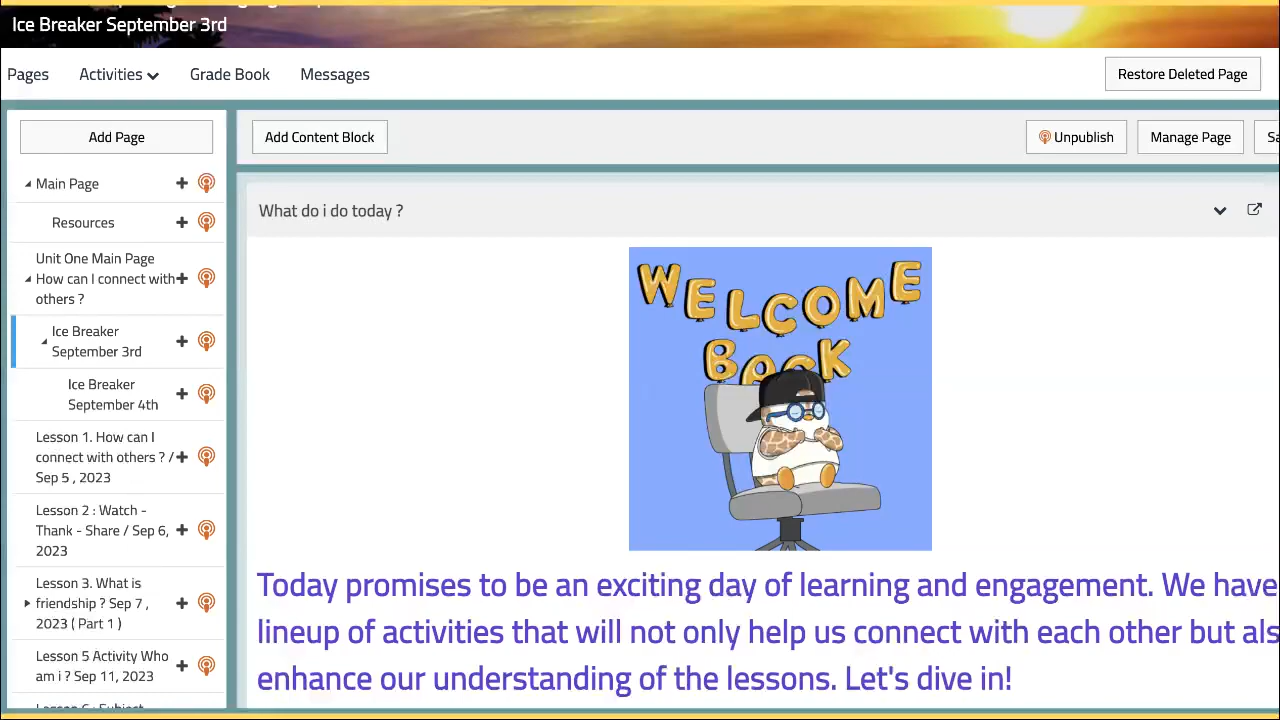 Ice Breaker September 3rd
Pages Activities Grade Book Messages
Restore Deleted Page
Add Page
Main Page
Resources
Unit One Main Page
How can I connect with
others ?
Ice Breaker
September 3rd
Ice Breaker
September 4th
Lesson 1. How can I
connect with others ? /
Sep 5 , 2023
Lesson 2 : Watch -
Thank - Share / Sep 6,
2023
Lesson 3. What is
friendship ? Sep 7 ,
2023 ( Part 1 )
Lesson 5 Activity Who
am i ? Sep 11, 2023
Add Content Block
Unpublish
Manage Page
What do i do today ?
WELCOME
BACK
Today promises to be an exciting day of learning and engagement. We have
lineup of activities that will not only help us connect with each other but
enhance our understanding of the lessons. Let's dive in!